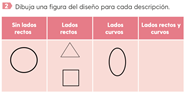 2 Dibuja una figura del diseño para cada descripción.
Sin lados rectos
Lados rectos
Lados curvos
Lados rectos y curvos